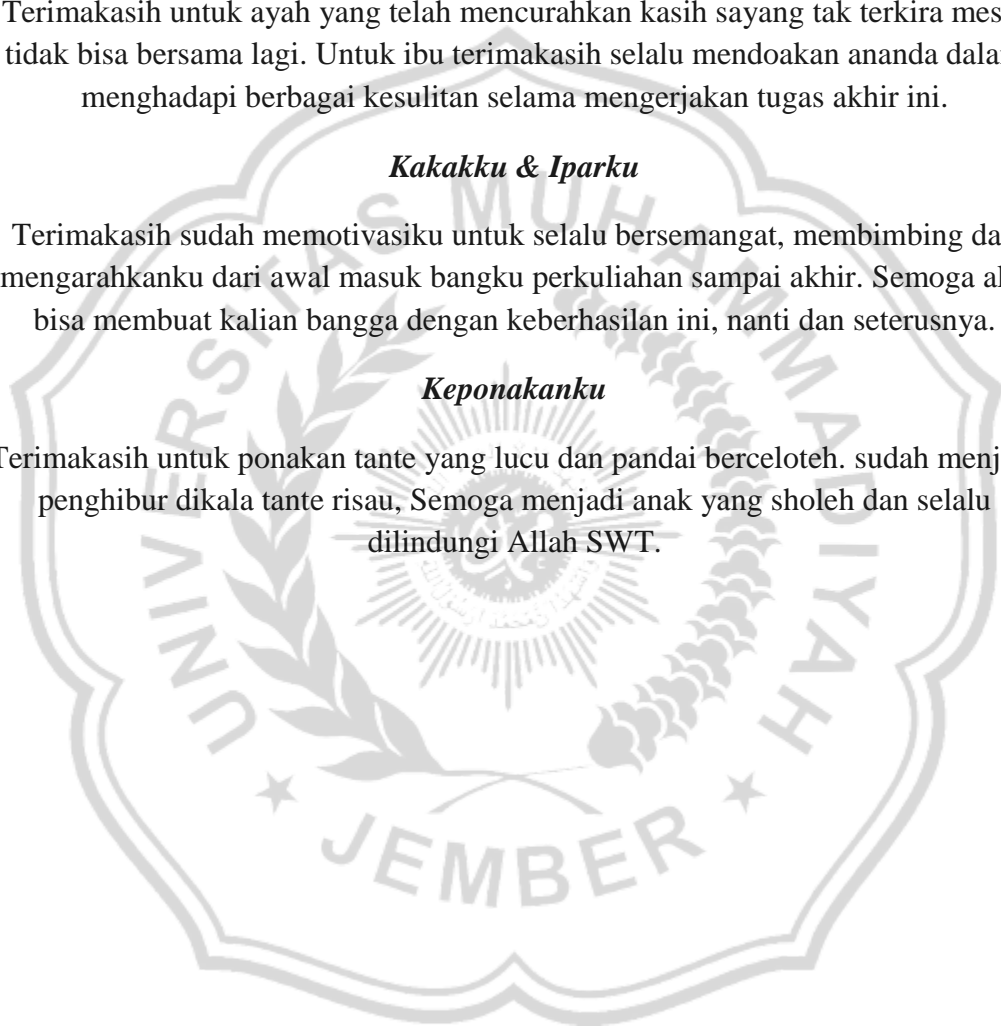 Terimakasih untuk ayah yang telah mencurahkan kasih sayang tak terkira mes
tidak bisa bersama lagi. Untuk ibu terimakasih selalu mendoakan ananda dala
menghadapi berbagai kesulitan selama mengerjakan tugas akhir ini.
Kakakku & Iparku
Terimakasih sudah memotivasiku untuk selalu bersemangat, membimbing da
mengarahkanku dari awal masuk bangku perkuliahan sampai akhir. Semoga
bisa membuat kalian bangga dengan keberhasilan ini, nanti dan seterusnya.
Keponakanku
Terimakasih untuk ponakan tante yang lucu dan pandai berceloteh. sudah menj
penghibur dikala tante risau, Semoga menjadi anak yang sholeh dan selalu
dilindungi Allah SWT.
UNIVERSITAS MUHAMMADIYAH
JEMBER